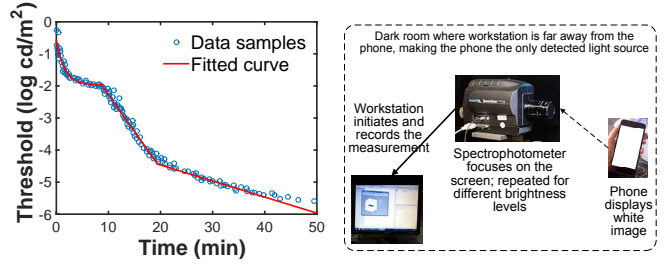 0
-1
-2
-3
-4
-5
-6
0
10
20
30
40
50
Threshold (log cd/m²)
Time (min)
Data samples
Fitted curve
Dark room where workstation is far away from the
phone, making the phone the only detected light source
Workstation
initiates and
records the
measurement
Spectrophotometer
focuses on the
screen; repeated for
different brightness
levels
Phone
displays
white
image